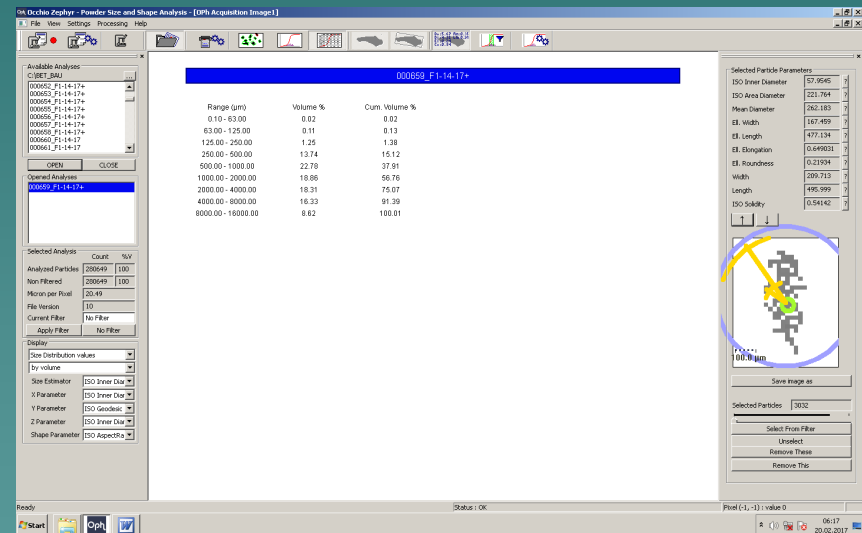 Occhio Zephyr - Powder Size and Shape Analysis - [OPh Acquisition Image1]
File View Settings Processing Help
Available Analyses
C:\BET_BAU
...
000652_F1-14-17+
000653_F1-14-17+
000654_F1-14-17+
000655_F1-14-17+
000656_F1-14-17+
000657_F1-14-17+
000658_F1-14-17+
000660_F1-14-17
000661_F1-14-17
OPEN CLOSE
Opened Analyses
000659_F1-14-17+
Selected Analysis
Count %V
Analyzed Particles 280649 100
Non Filtered 280649 100
Micron per Pixel 20.49
File Version 10
Current Filter No Filter
Apply Filter No Filter
Display
Size Distribution values
by volume
Size Estimator ISO Inner Diar
X Parameter ISO Inner Diar
Y Parameter ISO Geodesic
Z Parameter ISO Inner Diar
Shape Parameter ISO AspectRa
000659_F1-14-17+
Range (µm) Volume % Cum. Volume %
0.10 - 63.00 0.02 0.02
63.00 - 125.00 0.11 0.13
125.00 - 250.00 1.25 1.38
250.00 - 500.00 13.74 15.12
500.00 - 1000.00 22.78 37.91
1000.00 - 2000.00 18.86 56.76
2000.00 - 4000.00 18.31 75.07
4000.00 - 8000.00 16.33 91.39
8000.00 - 16000.00 8.62 100.01
Selected Particle Parameters
ISO Inner Diameter 57.9545 ?
ISO Area Diameter 221.764 ?
Mean Diameter 262.183 ?
Ell. Width 167.459 ?
Ell. Length 477.134 ?
Ell. Elongation 0.649031 ?
Ell. Roundness 0.21934 ?
Width 209.713 ?
Length 495.999 ?
ISO Solidity 0.54142 ?
100.0 µm
Save image as
Selected Particles 3032
Select From Filter
Unselect
Remove These
Remove This
Ready Status : OK Pixel (-1, -1) : value 0
Start Oph W 06:17
20.02.2017